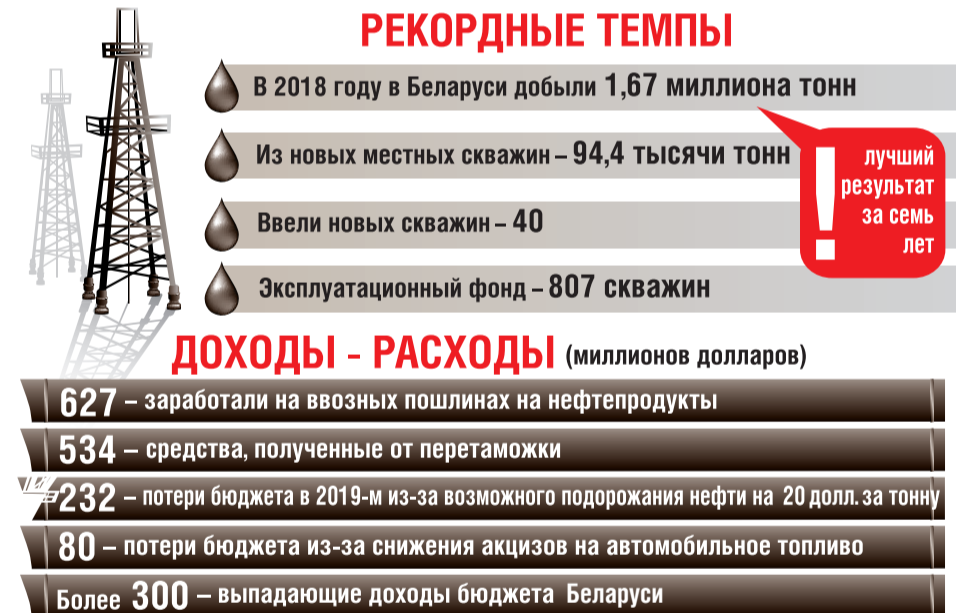 РЕКОРДНЫЕ ТЕМПЫ
В 2018 году в Беларуси добыли 1,67 миллиона тонн
Из новых местных скважин – 94,4 тысячи тонн
! лучший
результат
за семь
лет
Ввели новых скважин – 40
Эксплуатационный фонд – 807 скважин
ДОХОДЫ - РАСХОДЫ (миллионов долларов)
627 – заработали на ввозных пошлинах на нефтепродукты
534 – средства, полученные от перетаможки
232 – потери бюджета в 2019-м из-за возможного подорожания нефти на 20 долл. за тонну
80 – потери бюджета из-за снижения акцизов на автомобильное топливо
Более 300 – выпадающие доходы бюджета Беларуси